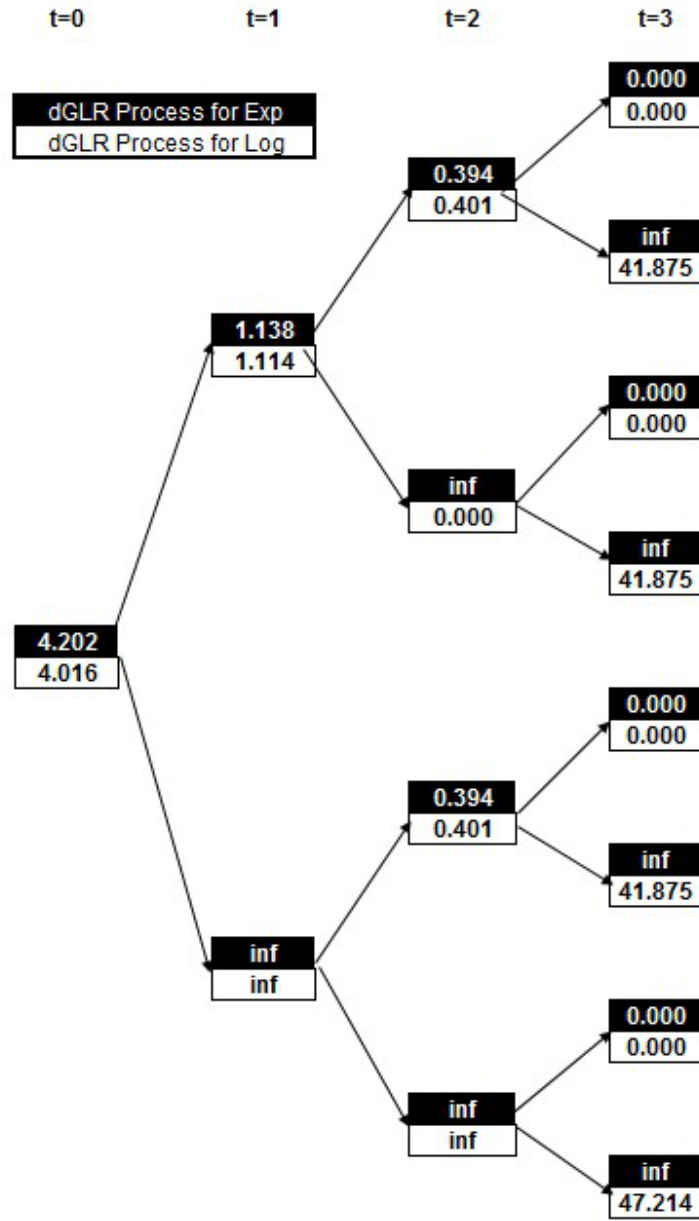 t=0 t=1 t=2 t=3
dGLR Process for Exp
dGLR Process for Log
0.000
0.000
0.394
0.401
inf
41.875
1.138
1.114
0.000
0.000
inf
0.000
inf
41.875
4.202
4.016
0.000
0.000
0.394
0.401
inf
41.875
inf
inf
0.000
0.000
inf
inf
inf
47.214